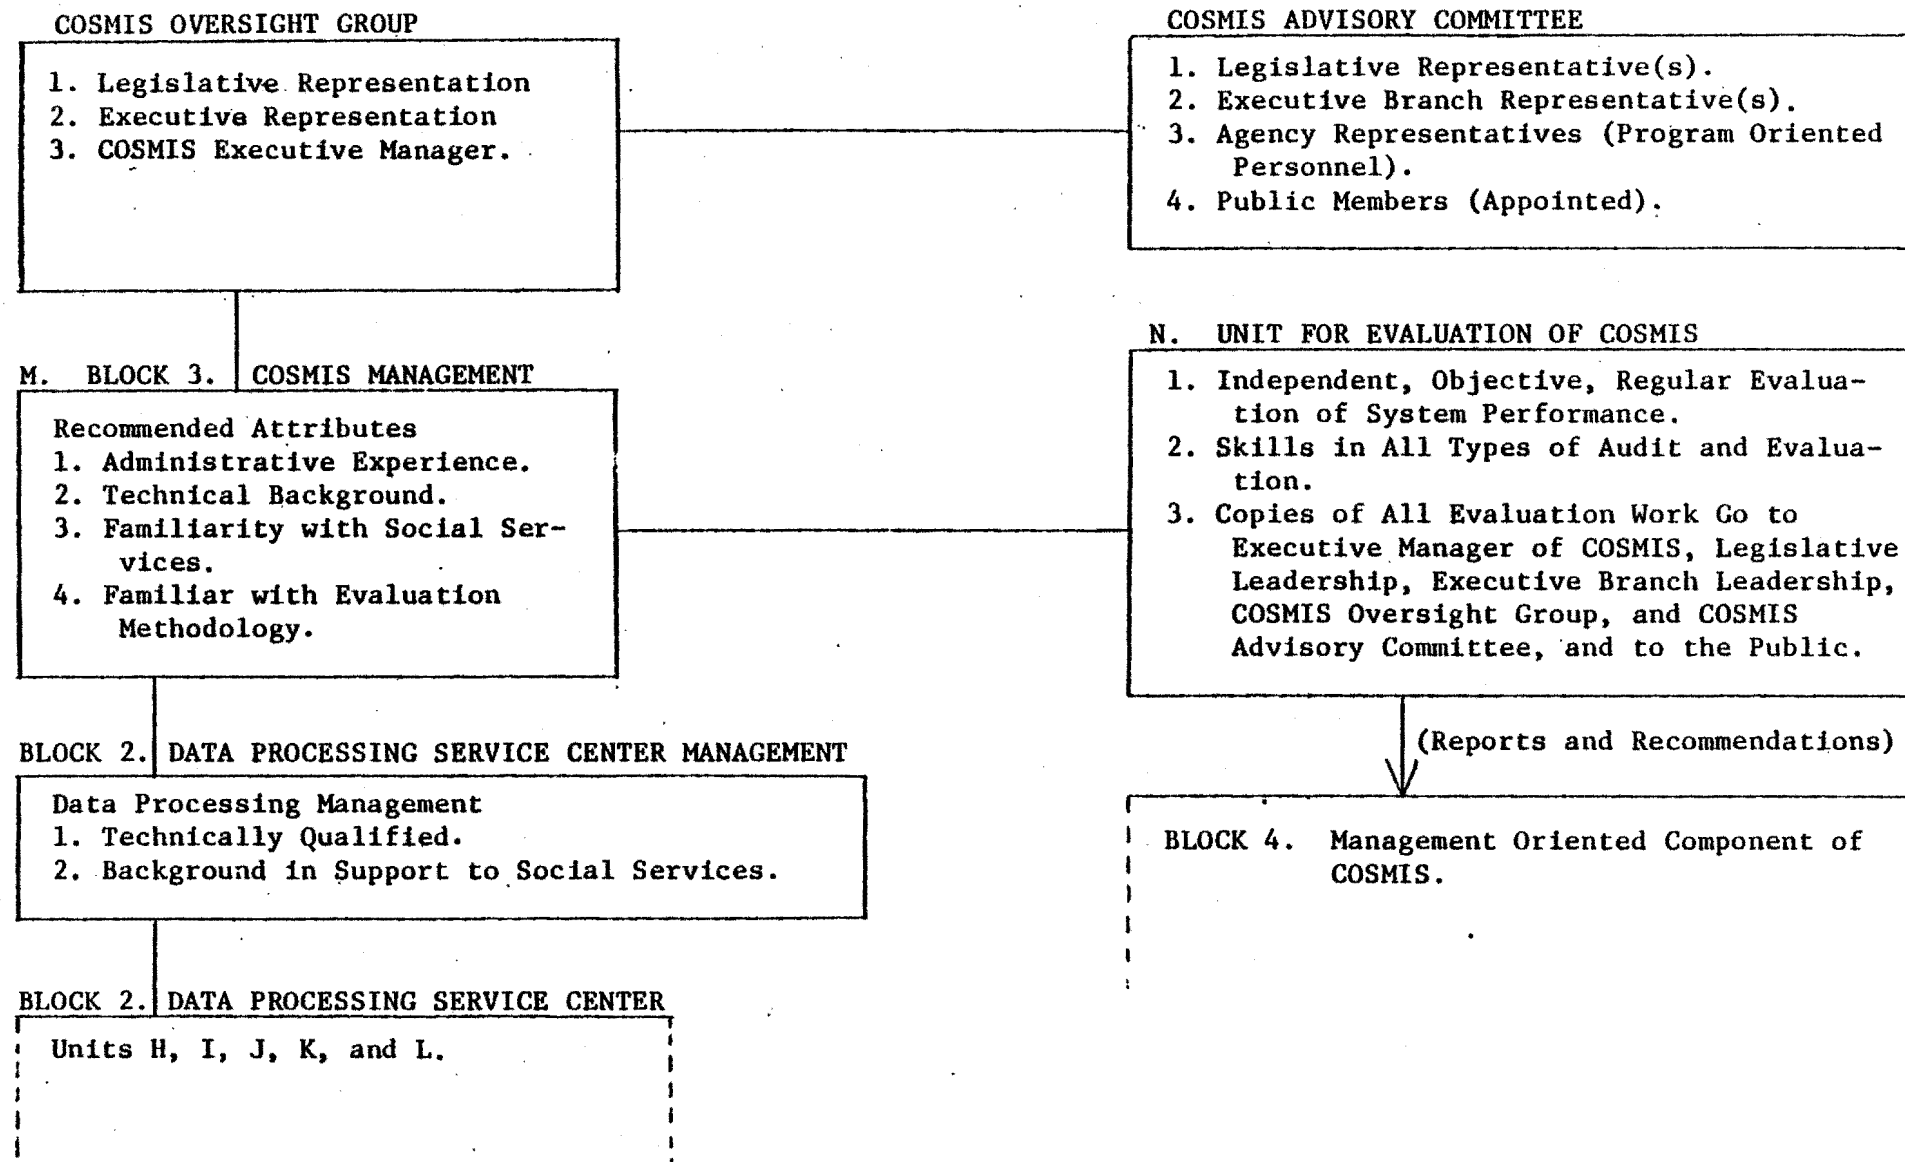 COSMIS OVERSIGHT GROUP
1. Legislative Representation
2. Executive Representation
3. COSMIS Executive Manager.
COSMIS ADVISORY COMMITTEE
1. Legislative Representative(s).
2. Executive Branch Representative(s).
3. Agency Representatives (Program Oriented
Personnel).
4. Public Members (Appointed).
M. BLOCK 3. COSMIS MANAGEMENT
Recommended Attributes
1. Administrative Experience.
2. Technical Background.
3. Familiarity with Social Ser-
vices.
4. Familiar with Evaluation
Methodology.
N. UNIT FOR EVALUATION OF COSMIS
1. Independent, Objective, Regular Evalua-
tion of System Performance.
2. Skills in All Types of Audit and Evalua-
tion.
3. Copies of All Evaluation Work Go to
Executive Manager of COSMIS, Legislative
Leadership, Executive Branch Leadership,
COSMIS Oversight Group, and COSMIS
Advisory Committee, and to the Public.
(Reports and Recommendations)
BLOCK 2. DATA PROCESSING SERVICE CENTER MANAGEMENT
Data Processing Management
1. Technically Qualified.
2. Background in Support to Social Services.
BLOCK 4. Management Oriented Component of
COSMIS.
BLOCK 2. DATA PROCESSING SERVICE CENTER
Units H, I, J, K, and L.